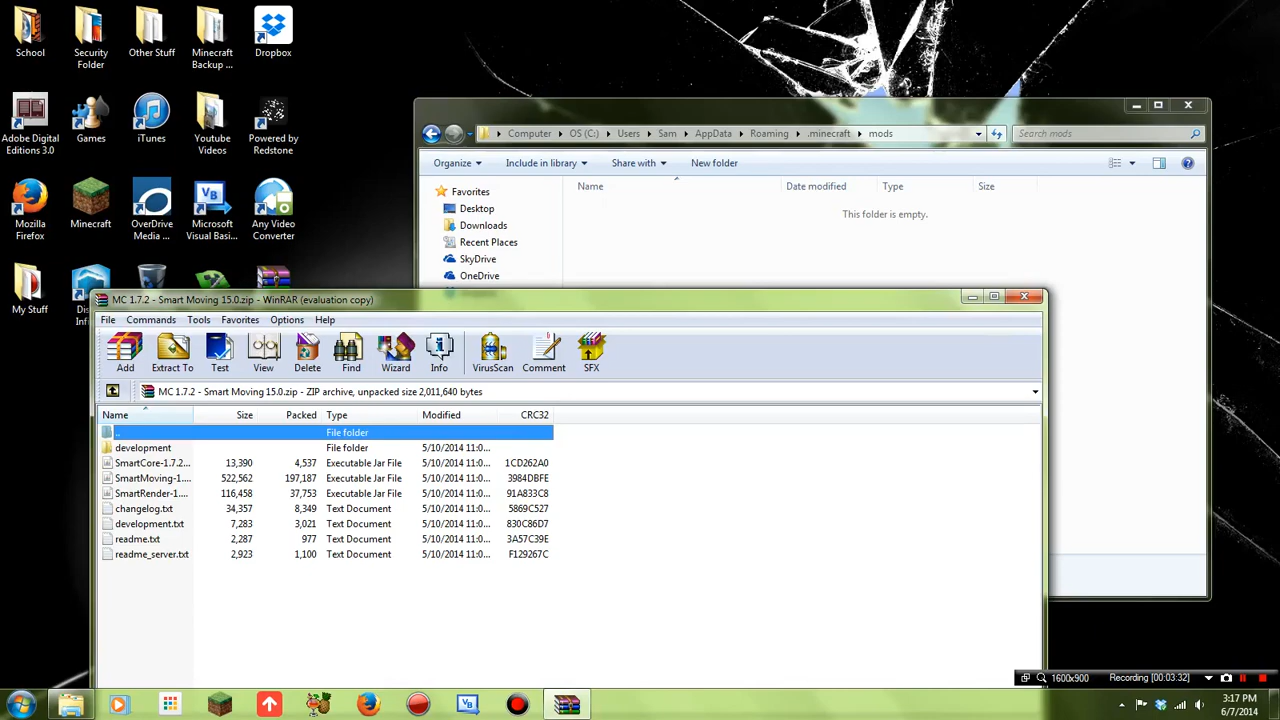 School
Security
Folder
Other Stuff
Minecraft
Backup ...
Dropbox
Adobe Digital
Editions 3.0
Games
iTunes
Youtube
Videos
Powered by
Redstone
Mozilla
Firefox
Minecraft
OverDrive
Media ...
Microsoft
Visual Basi...
Any Video
Converter
My Stuff
Computer OS (C:) Users Sam AppData Roaming .minecraft mods Search mods
Organize Include in library Share with New folder
Name Date modified Type Size
This folder is empty.
Favorites
Desktop
Downloads
Recent Places
SkyDrive
OneDrive
MC 1.7.2 - Smart Moving 15.0.zip - WinRAR (evaluation copy)
File Commands Tools Favorites Options Help
Add Extract To Test View Delete Find Wizard Info VirusScan Comment SFX
MC 1.7.2 - Smart Moving 15.0.zip - ZIP archive, unpacked size 2,011,640 bytes
Name Size Packed Type Modified CRC32
.. File folder
development File folder 5/10/2014 11:0...
SmartCore-1.7.2... 13,390 4,537 Executable Jar File 5/10/2014 11:0... 1CD262A0
SmartMoving-1.... 522,562 197,187 Executable Jar File 5/10/2014 11:0... 3984DBFE
SmartRender-1.... 116,458 37,753 Executable Jar File 5/10/2014 11:0... 91A833C8
changelog.txt 34,357 8,349 Text Document 5/10/2014 11:0... 5869C527
development.txt 7,283 3,021 Text Document 5/10/2014 11:0... 830C86D7
readme.txt 2,287 977 Text Document 5/10/2014 11:0... 3A57C39E
readme_server.txt 2,923 1,100 Text Document 5/10/2014 11:0... F129267C
1600x900 Recording [00:03:32]
3:17 PM
6/7/2014